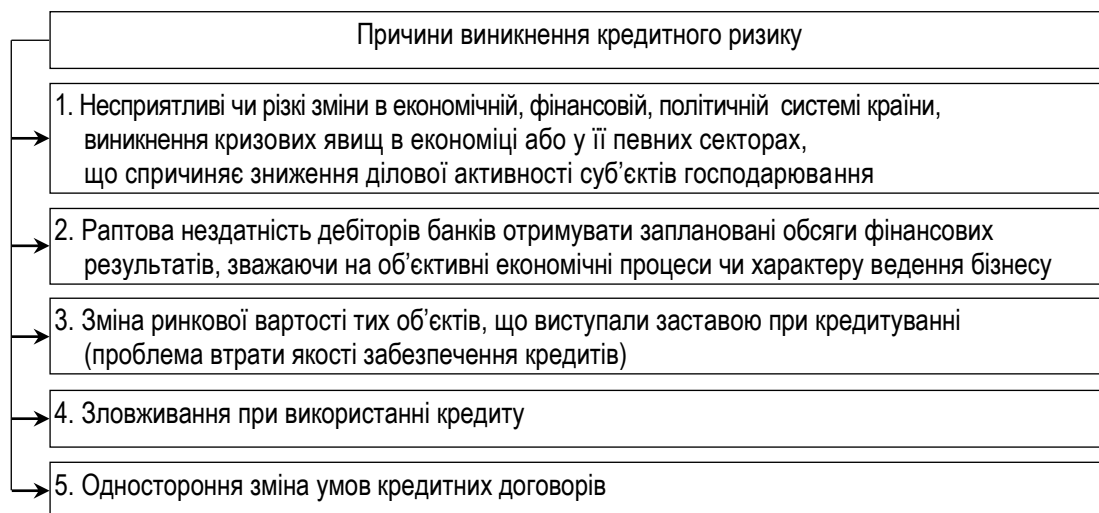 Причини виникнення кредитного ризику
1. Несприятливі чи різкі зміни в економічній, фінансовій, політичній системі країни,
виникнення кризових явищ в економіці або у її певних секторах,
що спричиняє зниження ділової активності суб’єктів господарювання
2. Раптова нездатність дебіторів банків отримувати заплановані обсяги фінансових
результатів, зважаючи на об’єктивні економічні процеси чи характеру ведення бізнесу
3. Зміна ринкової вартості тих об’єктів, що виступали заставою при кредитуванні
(проблема втрати якості забезпечення кредитів)
4. Зловживання при використанні кредиту
5. Одностороння зміна умов кредитних договорів